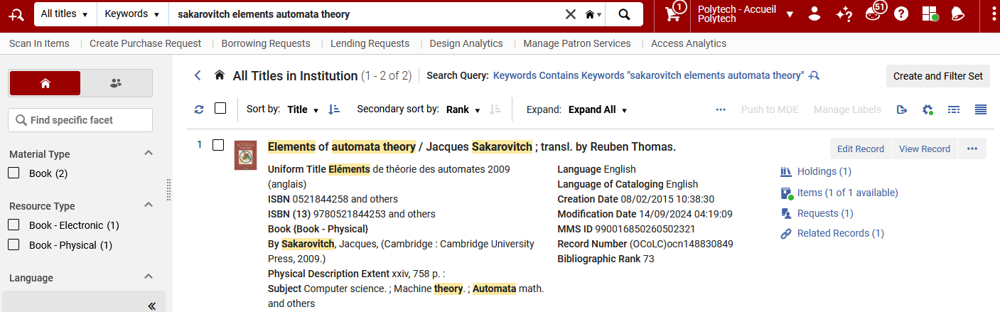 All titles Keywords sakarovitch elements automata theory 1 Polytech - Accueil 51
Polytech
Scan In Items Create Purchase Request Borrowing Requests Lending Requests Design Analytics Manage Patron Services Access Analytics
All Titles in Institution (1 - 2 of 2) Search Query: Keywords Contains Keywords "sakarovitch elements automata theory" Create and Filter Set
Find specific facet
Sort by: Title Secondary sort by: Rank Expand: Expand All Push to MDE Manage Labels
Material Type
Book (2)
Resource Type
Book - Electronic (1)
Book - Physical (1)
Language
1 Elements of automata theory / Jacques Sakarovitch ; transl. by Reuben Thomas.
Edit Record View Record
Uniform Title Eléments de théorie des automates 2009
(anglais)
ISBN 0521844258 and others
ISBN (13) 9780521844253 and others
Book {Book - Physical}
By Sakarovitch, Jacques, (Cambridge : Cambridge University
Press, 2009.)
Physical Description Extent xxiv, 758 p. :
Subject Computer science. ; Machine theory. ; Automata math.
and others
Language English
Language of Cataloging English
Creation Date 08/02/2015 10:38:30
Modification Date 14/09/2024 04:19:09
MMS ID 990016850260502321
Record Number (OCoLC)ocn148830849
Bibliographic Rank 73
Holdings (1)
Items (1 of 1 available)
Requests (1)
Related Records (1)